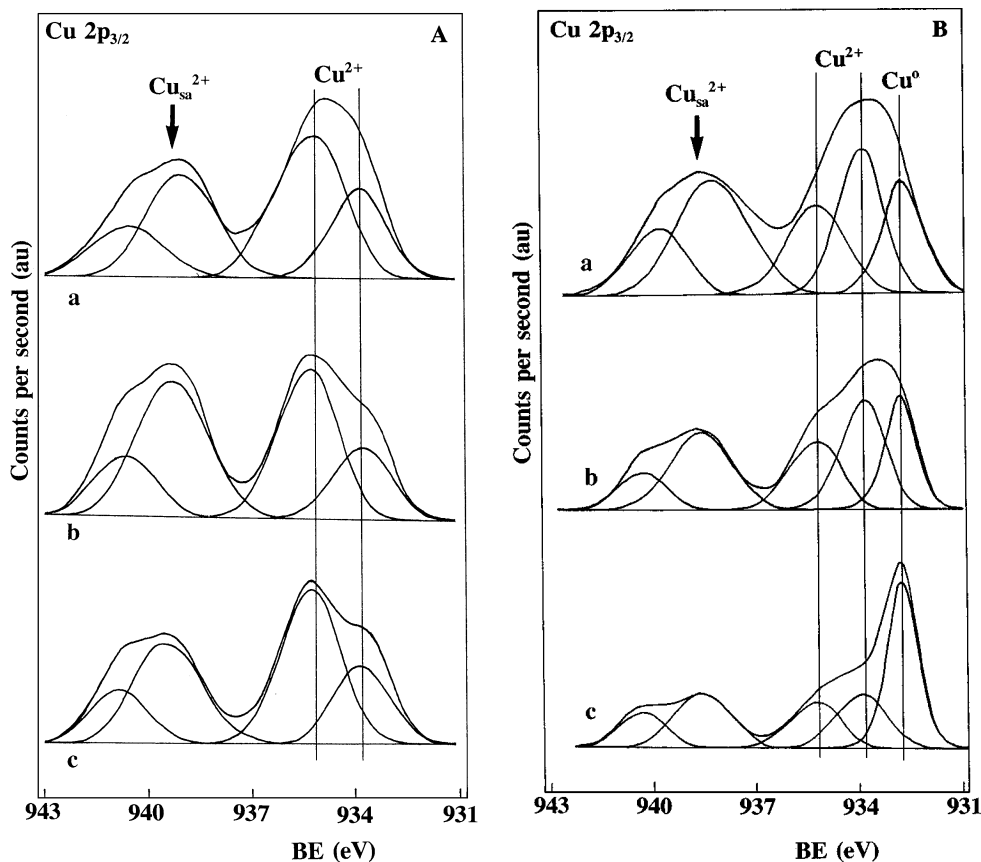 Cu 2p3/2 A
Cusa2+
Cu2+
a
b
c
Counts per second (au)
943 940 937 934 931
BE (eV)
Cu 2p3/2 B
Cu2+
Cusa2+
Cuo
a
b
c
Counts per second (au)
943 940 937 934 931
BE (eV)